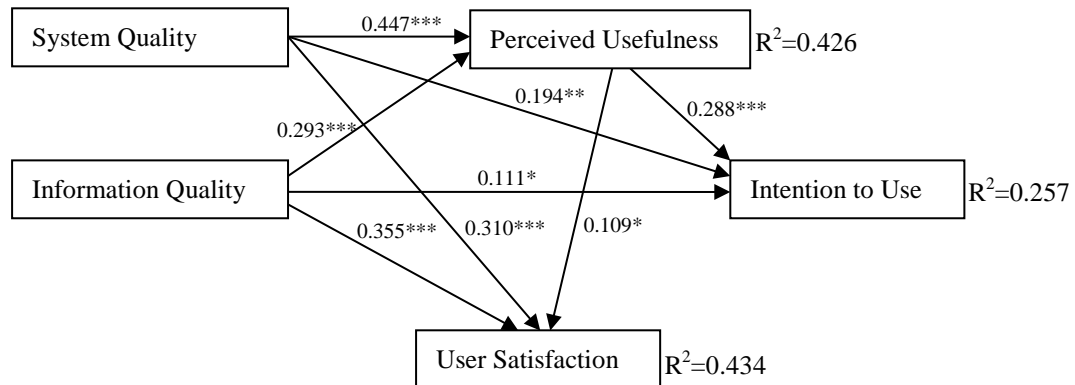 System Quality
0.447***
Perceived Usefulness
R²=0.426
0.194**
0.288***
0.293***
Information Quality
0.111*
Intention to Use
R²=0.257
0.355***
0.310***
0.109*
User Satisfaction
R²=0.434